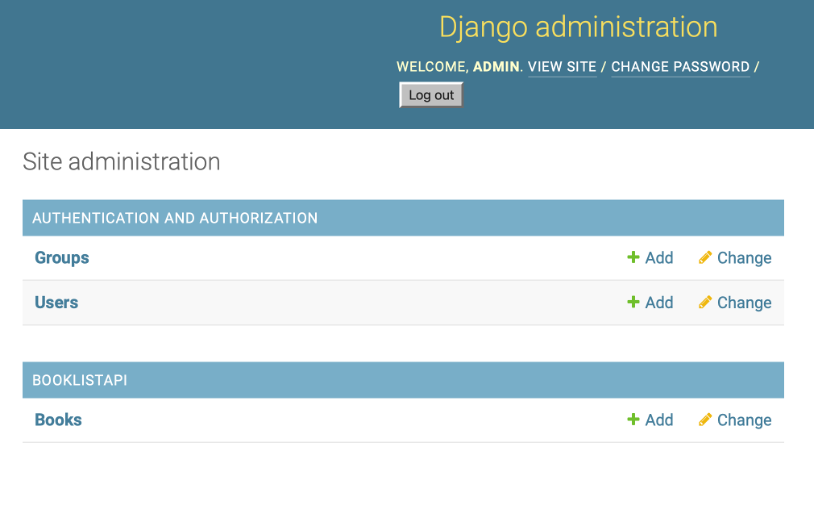 Django administration
WELCOME, ADMIN. VIEW SITE / CHANGE PASSWORD /
Log out
Site administration
AUTHENTICATION AND AUTHORIZATION
Groups Add Change
Users Add Change
BOOKLISTAPI
Books Add Change